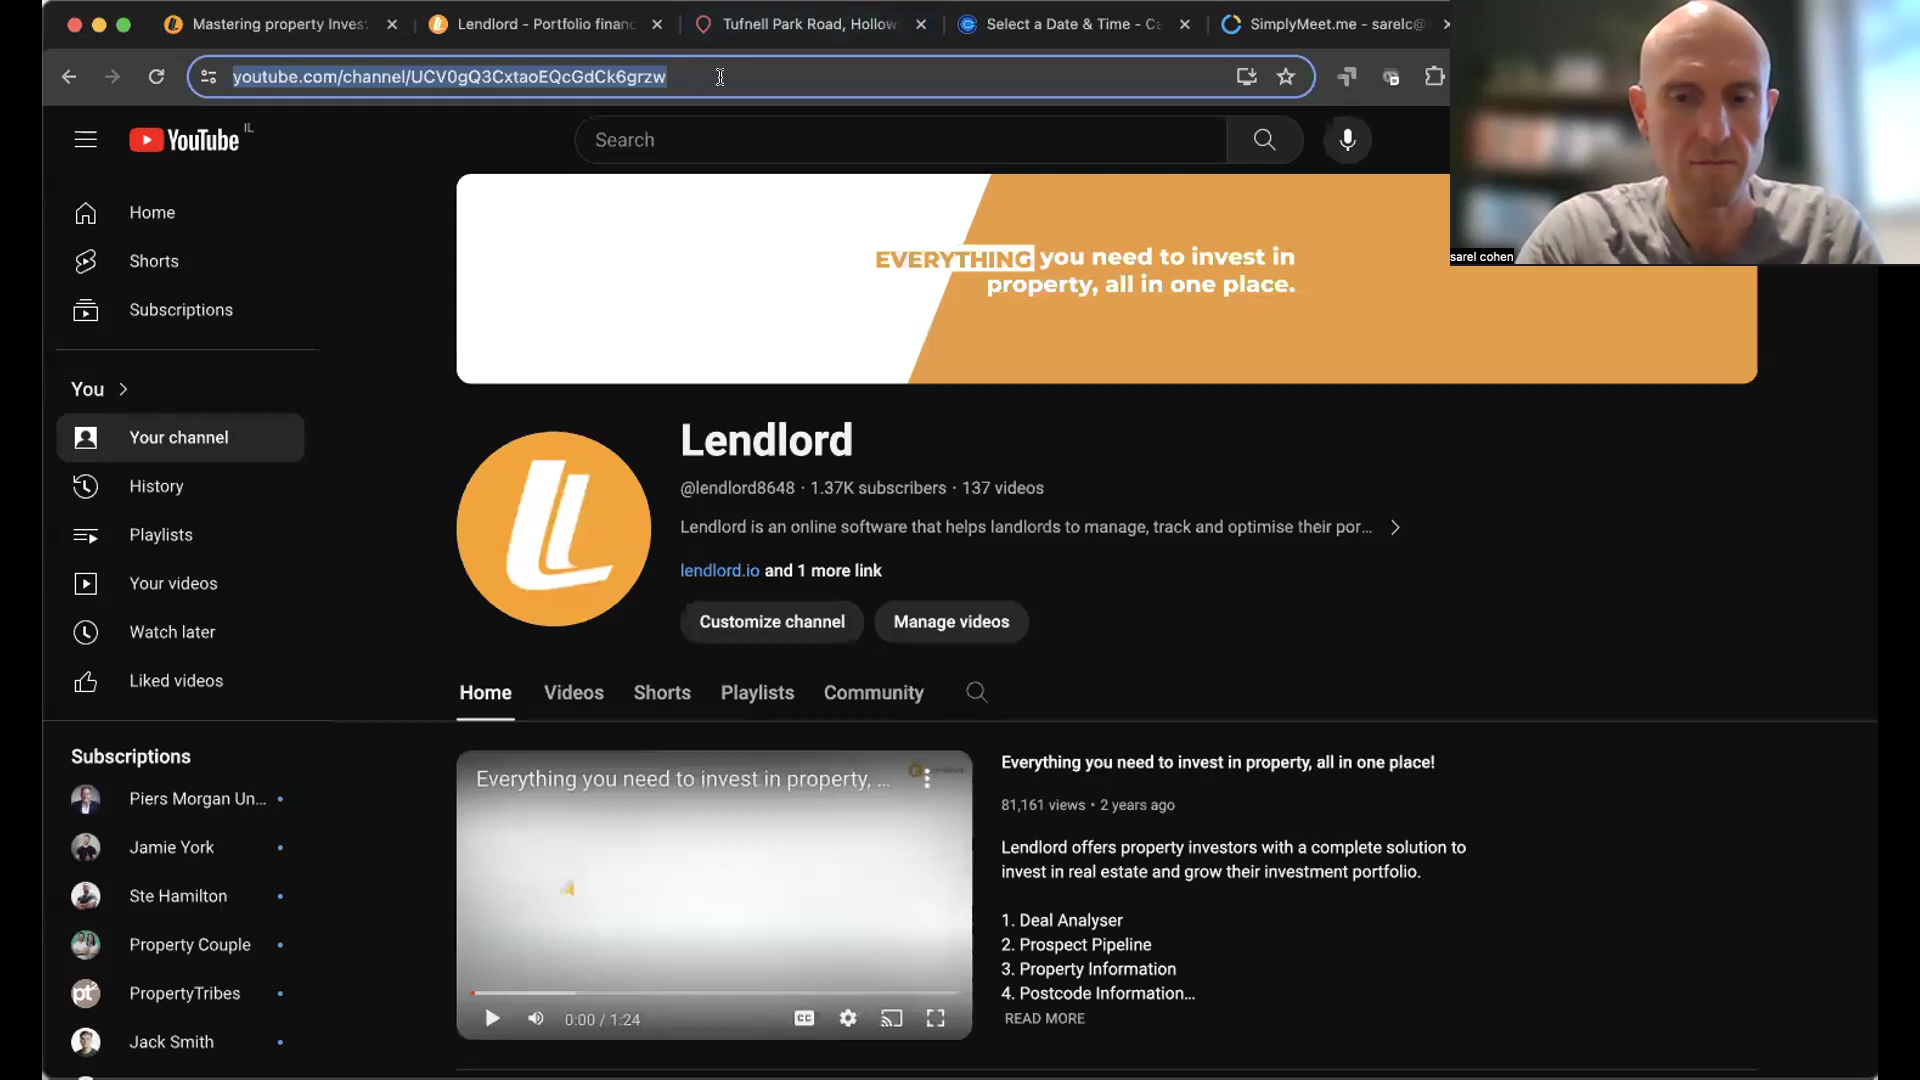 Mastering property Inves
Lendlord - Portfolio financ
Tufnell Park Road, Hollow
Select a Date & Time - Ca
SimplyMeet.me - sarelc@
youtube.com/channel/UCV0gQ3CxtaoEQcGdCk6grzw
YouTube IL
Search
Home
Shorts
Subscriptions
You
Your channel
History
Playlists
Your videos
Watch later
Liked videos
Subscriptions
Piers Morgan Un...
Jamie York
Ste Hamilton
Property Couple
pt
PropertyTribes
Jack Smith
EVERYTHING you need to invest in
property, all in one place.
sarel cohen
Lendlord
@lendlord8648 · 1.37K subscribers · 137 videos
Lendlord is an online software that helps landlords to manage, track and optimise their por...
lendlord.io and 1 more link
Customize channel
Manage videos
Home
Videos
Shorts
Playlists
Community
Everything you need to invest in property, ...
0:00 / 1:24
CC
Everything you need to invest in property, all in one place!
81,161 views • 2 years ago
Lendlord offers property investors with a complete solution to
invest in real estate and grow their investment portfolio.
1. Deal Analyser
2. Prospect Pipeline
3. Property Information
4. Postcode Information...
READ MORE